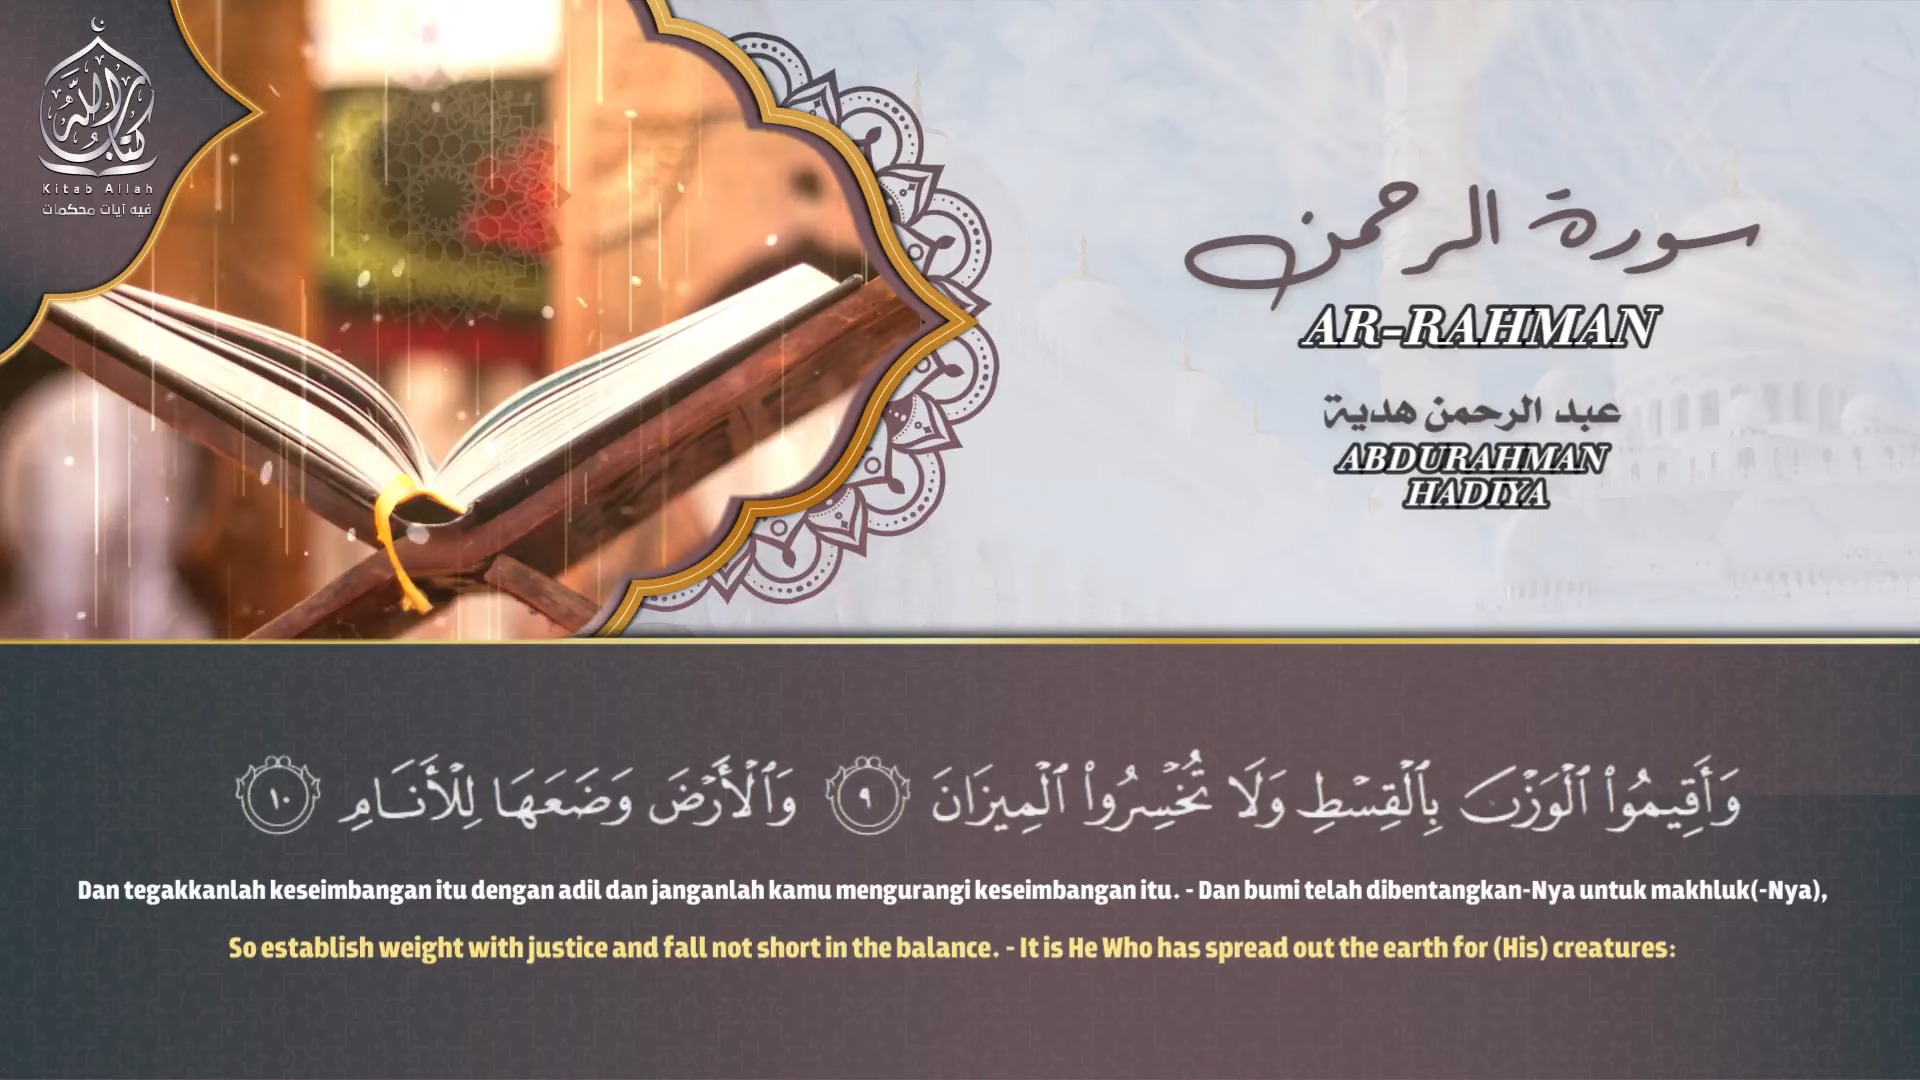 كتاب الله
Kitab Allah
فيه آيات محكمات
سورة الرحمن
AR-RAHMAN
عبد الرحمن هدية
ABDURAHMAN
HADIYA
وَأَقِيمُوا۟ ٱلْوَزْنَ بِٱلْقِسْطِ وَلَا تُخْسِرُوا۟ ٱلْمِيزَانَ ٩ وَٱلْأَرْضَ وَضَعَهَا لِلْأَنَامِ ١٠
Dan tegakkanlah keseimbangan itu dengan adil dan janganlah kamu mengurangi keseimbangan itu. - Dan bumi telah dibentangkan-Nya untuk makhluk(-Nya),
So establish weight with justice and fall not short in the balance. - It is He Who has spread out the earth for (His) creatures: